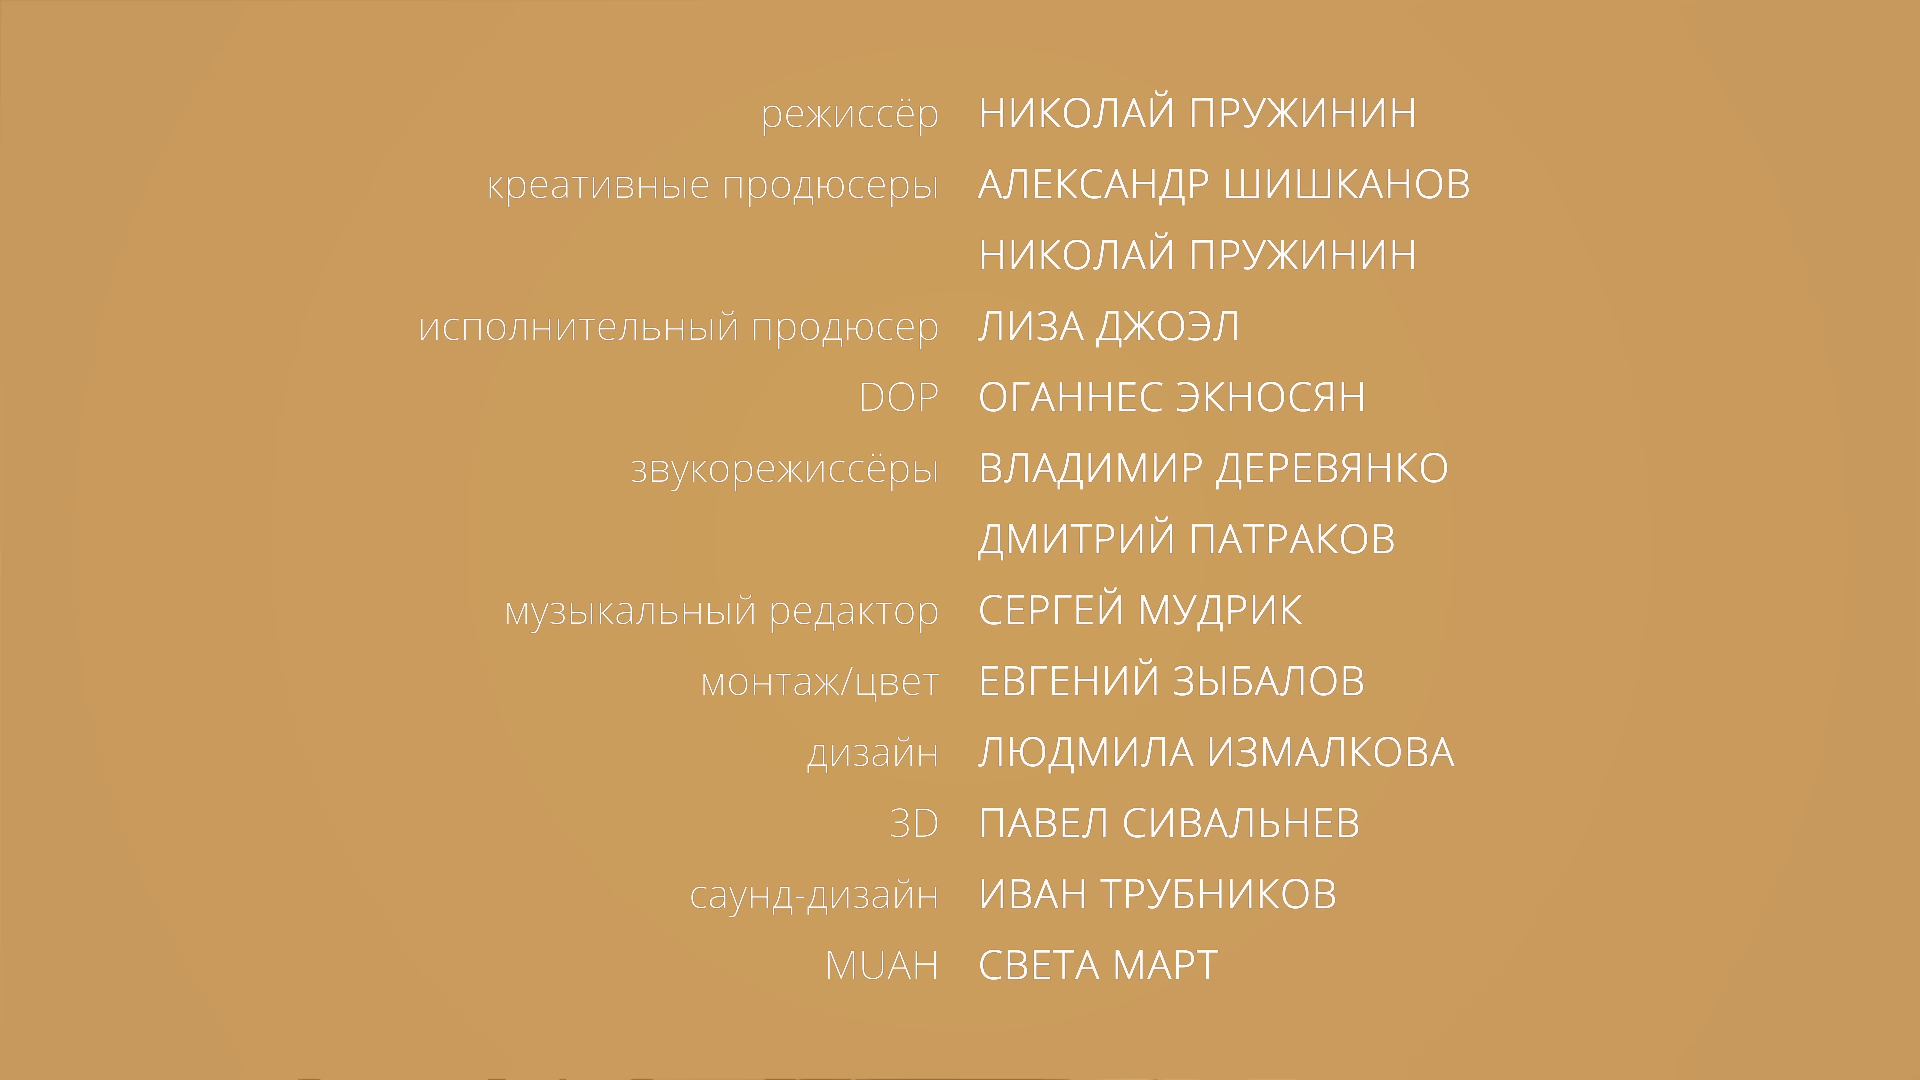 режиссёр НИКОЛАЙ ПРУЖИНИН
креативные продюсеры АЛЕКСАНДР ШИШКАНОВ
НИКОЛАЙ ПРУЖИНИН
исполнительный продюсер ЛИЗА ДЖОЭЛ
DOP ОГАННЕС ЭКНОСЯН
звукорежиссёры ВЛАДИМИР ДЕРЕВЯНКО
ДМИТРИЙ ПАТРАКОВ
музыкальный редактор СЕРГЕЙ МУДРИК
монтаж/цвет ЕВГЕНИЙ ЗЫБАЛОВ
дизайн ЛЮДМИЛА ИЗМАЛКОВА
3D ПАВЕЛ СИВАЛЬНЕВ
саунд-дизайн ИВАН ТРУБНИКОВ
MUAH СВЕТА МАРТ